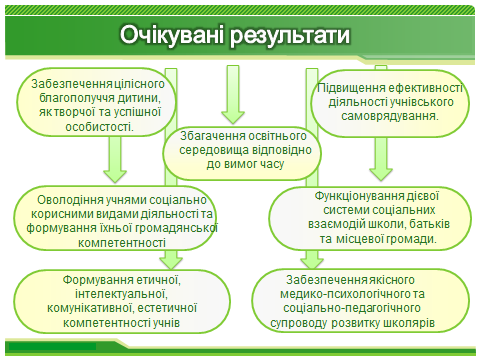 Очікувані результати
Забезпечення цілісного
благополуччя дитини,
як творчої та успішної
особистості.
Підвищення ефективності
діяльності учнівського
самоврядування.
Збагачення освітнього
середовища відповідно
до вимог часу
Оволодіння учнями соціально
корисними видами діяльності та
формування їхньої громадянської
компетентності
Функціонування дієвої
системи соціальних
взаємодій школи, батьків
та місцевої громади.
Формування етичної,
інтелектуальної,
комунікативної, естетичної
компетентності учнів
Забезпечення якісного
медико-психологічного та
соціально-педагогічного
супроводу розвитку школярів